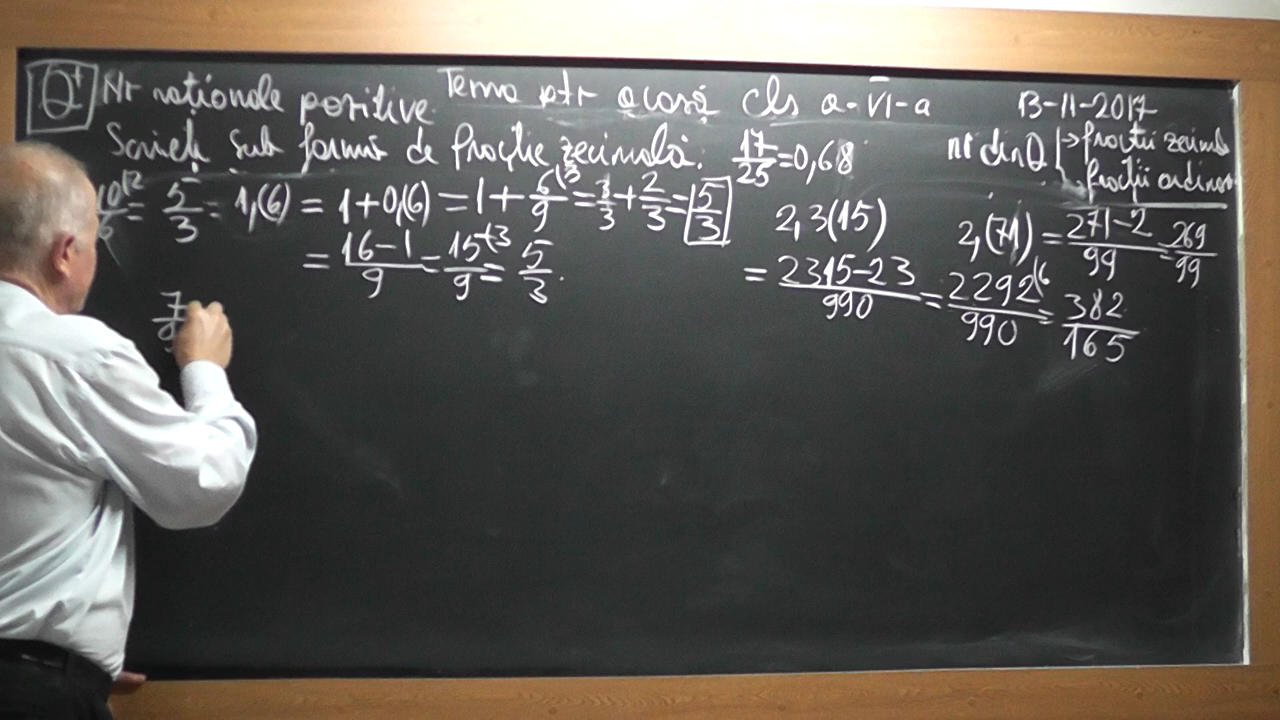 Q+ Nr raționale pozitive. Tema ptr acasă cls a-VI-a 13-11-2017
Scrieți sub formă de fracție zecimală: 17/25=0,68 nr din Q → fracții zecimale
fracții ordinare
10/6 = 5/3 = 1,(6) = 1+0,(6) = 1 + 6/9 = 3/3 + 2/3 = 5/3
= 16-1/9 = 15/9 = 5/3.
2,3(15)
= 2315-23/990 = 2292/990 = 382/165
2,(71) = 271-2/99 = 269/99
7